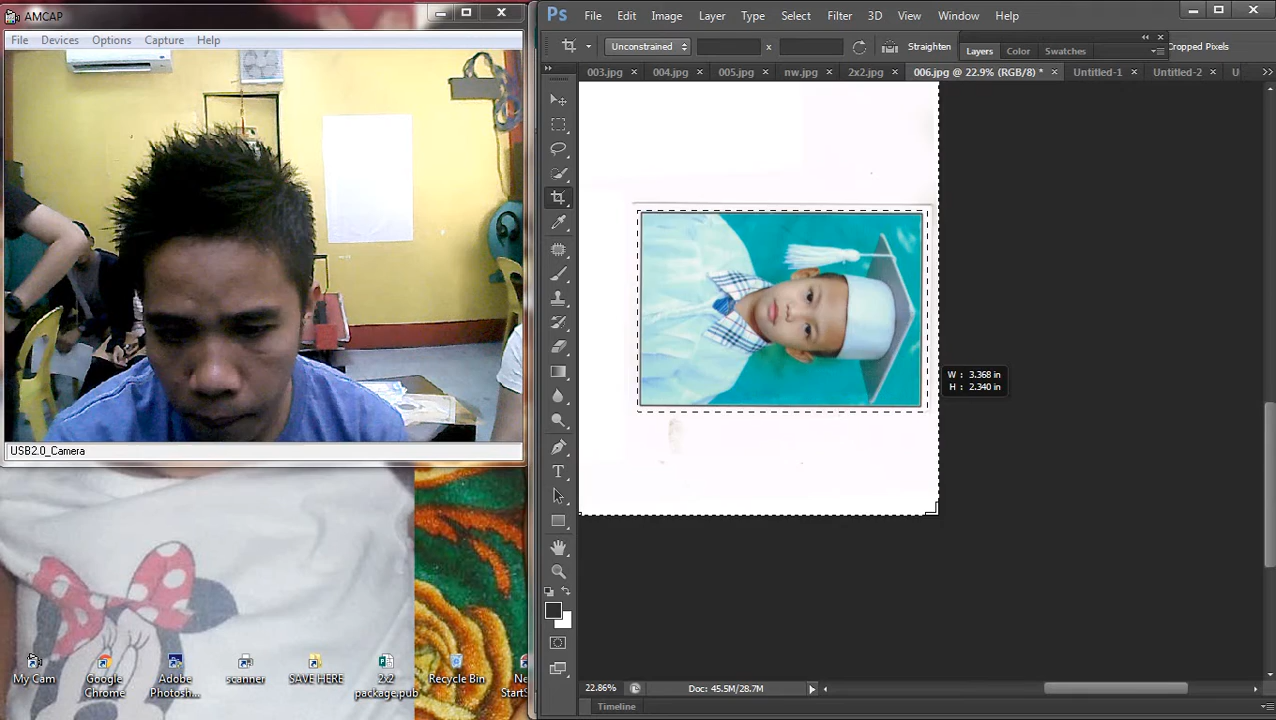 AMCAP
File Devices Options Capture Help
USB2.0_Camera
My Cam
Google Chrome
Adobe Photosh...
scanner
SAVE HERE
2x2 package.pub
Recycle Bin
Ne
StartS
Ps File Edit Image Layer Type Select Filter 3D View Window Help
Unconstrained x Straighten
Layers Color Swatches
ropped Pixels
003.jpg × 004.jpg × 005.jpg × nw.jpg × 2x2.jpg × 006.jpg @ 22.9% (RGB/8) * × Untitled-1 Untitled-2 × U
W : 3.368 in
H : 2.340 in
22.86% Doc: 45.5M/28.7M
Timeline